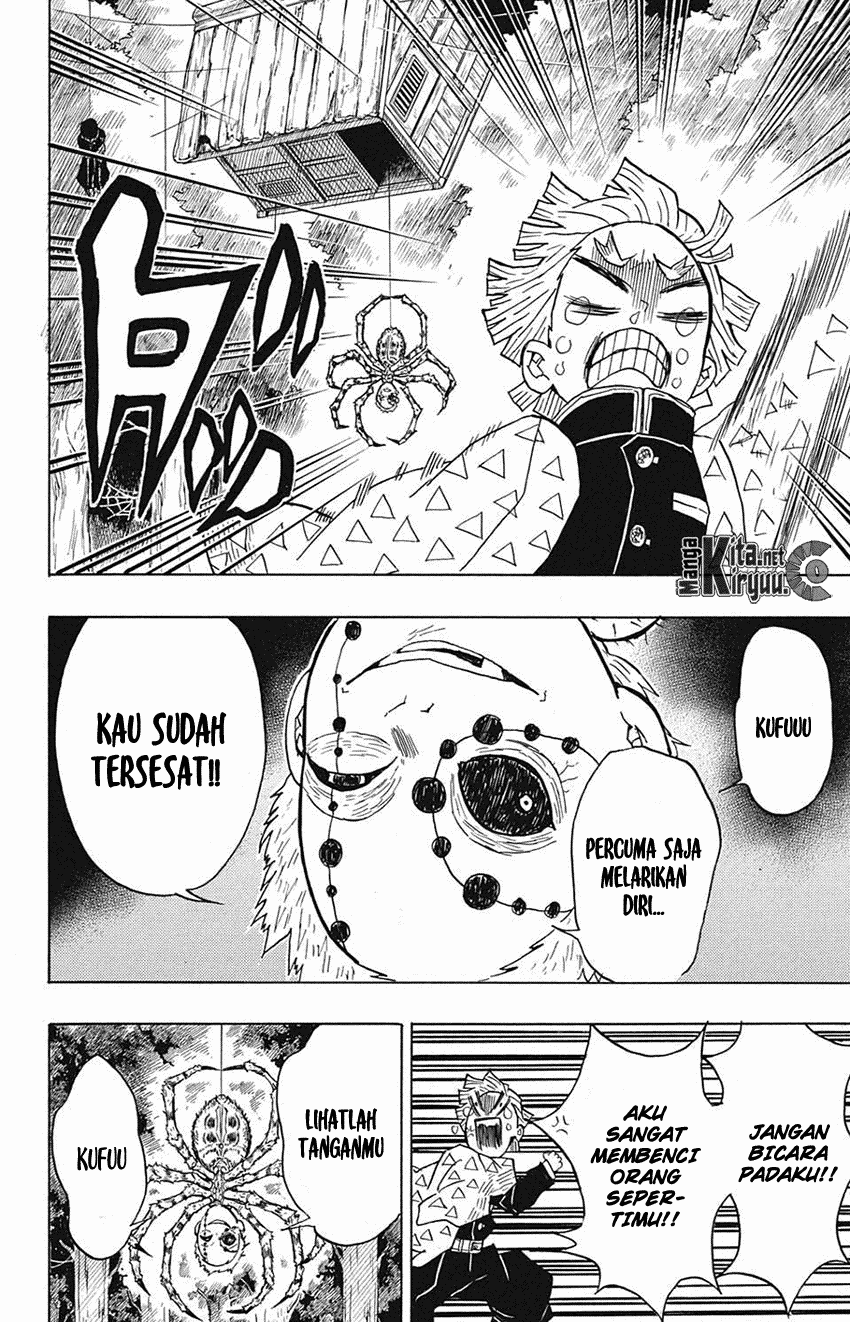 Manga
Kita.net
Kiryuu.CO
KUFUUU
PERCUMA SAJA
MELARIKAN
DIRI...
KAU SUDAH
TERSESAT!!
JANGAN
BICARA
PADAKU!!
AKU
SANGAT
MEMBENCI
ORANG
SEPER-
TIMU!!
LIHATLAH
TANGANMU
KUFUU